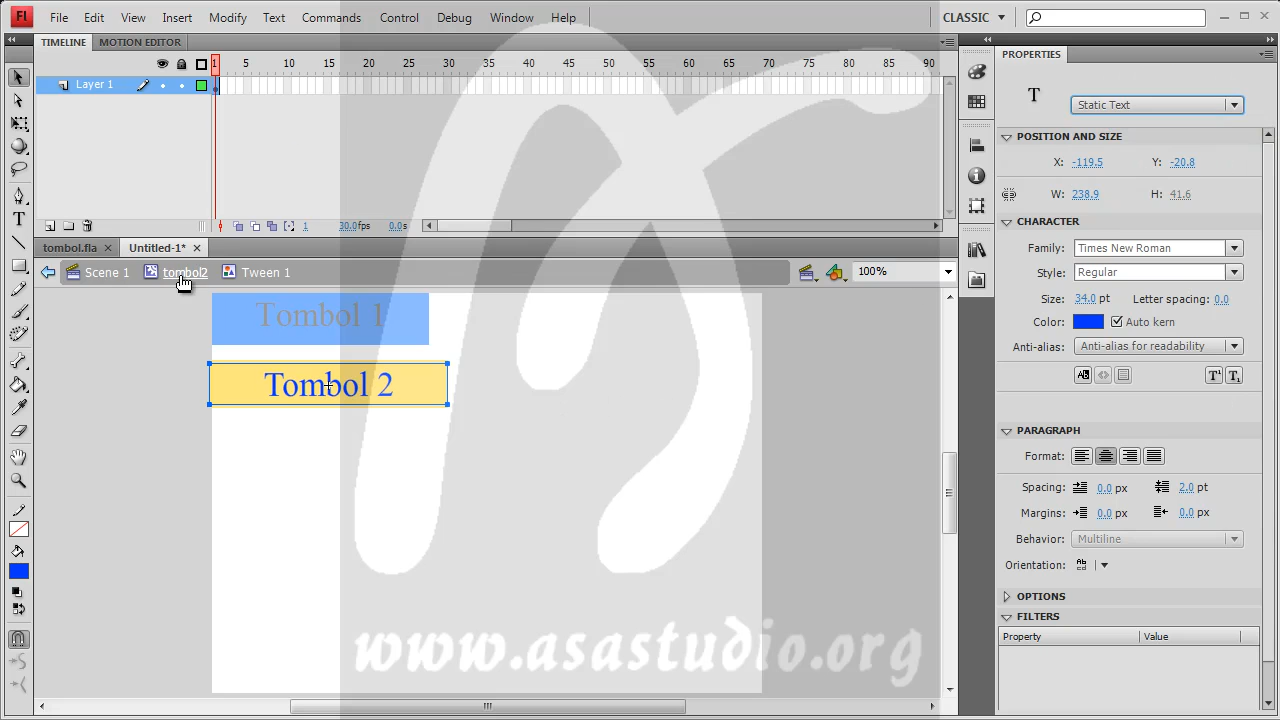 Fl File Edit View Insert Modify Text Commands Control Debug Window Help CLASSIC
TIMELINE MOTION EDITOR
1 5 10 15 20 25 30 35 40 45 50 55 60 65 70 75 80 85 90
Layer 1
1 30.0fps 0.0s
tombol.fla Untitled-1*
Scene 1 tombol2 Tween 1 100%
Tombol 1
Tombol 2
www.asastudio.org
PROPERTIES
T Static Text
POSITION AND SIZE
X: -119.5 Y: -20.8
W: 238.9 H: 41.6
CHARACTER
Family: Times New Roman
Style: Regular
Size: 34.0 pt Letter spacing: 0.0
Color: Auto kern
Anti-alias: Anti-alias for readability
PARAGRAPH
Format:
Spacing: 0.0 px 2.0 pt
Margins: 0.0 px 0.0 px
Behavior: Multiline
Orientation:
OPTIONS
FILTERS
Property Value